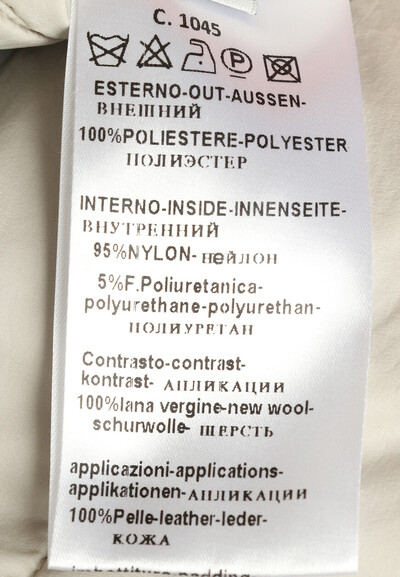 C. 1045
P
ESTERNO-OUT-AUSSEN-
ВНЕШНИЙ
100%POLIESTERE-POLYESTER
ПОЛИЭСТЕР
INTERNO-INSIDE-INNENSEITE-
ВНУТРЕННИЙ
95%NYLON-НЕЙЛОН
5%F.Poliuretanica-
polyurethane-polyurethan-
ПОЛИУРЕТАН
Contrasto-contrast-
kontrast- АПЛИКАЦИИ
100%lana vergine-new wool-
schurwolle- ШЕРСТЬ
applicazioni-applications-
applikationen-АПЛИКАЦИИ
100%Pelle-leather-leder-
КОЖА